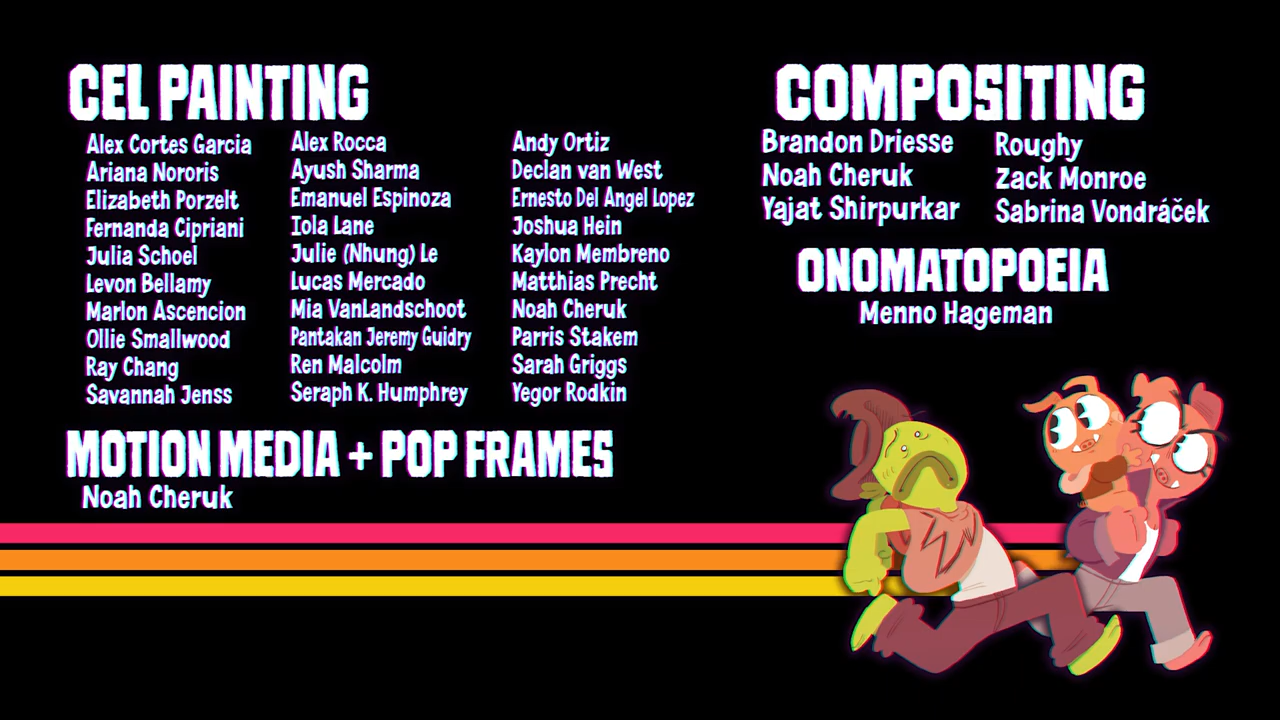 CEL PAINTING
Alex Cortes Garcia
Ariana Nororis
Elizabeth Porzelt
Fernanda Cipriani
Julia Schoel
Levon Bellamy
Marlon Ascencion
Ollie Smallwood
Ray Chang
Savannah Jenss
Alex Rocca
Ayush Sharma
Emanuel Espinoza
Iola Lane
Julie (Nhung) Le
Lucas Mercado
Mia VanLandschoot
Pantakan Jeremy Guidry
Ren Malcolm
Seraph K. Humphrey
Andy Ortiz
Declan van West
Ernesto Del Angel Lopez
Joshua Hein
Kaylon Membreno
Matthias Precht
Noah Cheruk
Parris Stakem
Sarah Griggs
Yegor Rodkin
MOTION MEDIA + POP FRAMES
Noah Cheruk
COMPOSITING
Brandon Driesse
Noah Cheruk
Yajat Shirpurkar
Roughy
Zack Monroe
Sabrina Vondráček
ONOMATOPOEIA
Menno Hageman